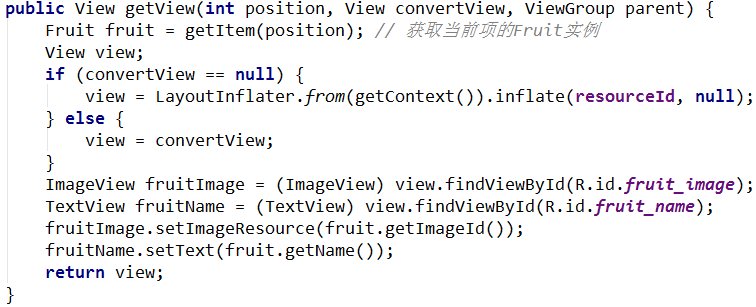 public View getView(int position, View convertView, ViewGroup parent) {
    Fruit fruit = getItem(position); // 获取当前项的Fruit实例
    View view;
    if (convertView == null) {
        view = LayoutInflater.from(getContext()).inflate(resourceId, null);
    } else {
        view = convertView;
    }
    ImageView fruitImage = (ImageView) view.findViewById(R.id.fruit_image);
    TextView fruitName = (TextView) view.findViewById(R.id.fruit_name);
    fruitImage.setImageResource(fruit.getImageId());
    fruitName.setText(fruit.getName());
    return view;
}